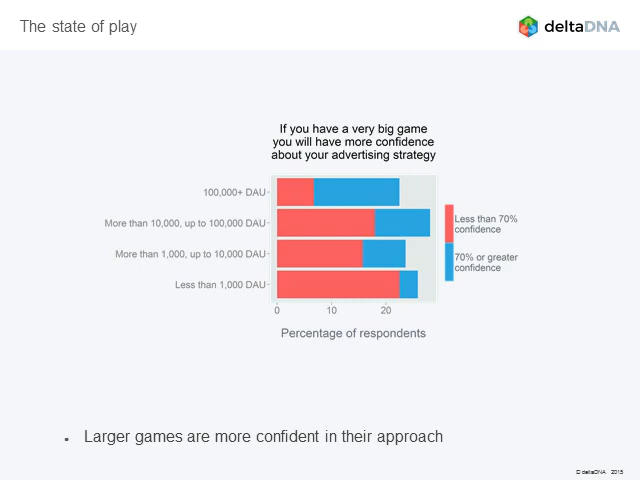 The state of play
deltaDNA
If you have a very big game
you will have more confidence
about your advertising strategy
100,000+ DAU
More than 10,000, up to 100,000 DAU
More than 1,000, up to 10,000 DAU
Less than 1,000 DAU
0 10 20
Percentage of respondents
Less than 70%
confidence
70% or greater
confidence
• Larger games are more confident in their approach
© deltaDNA 2015